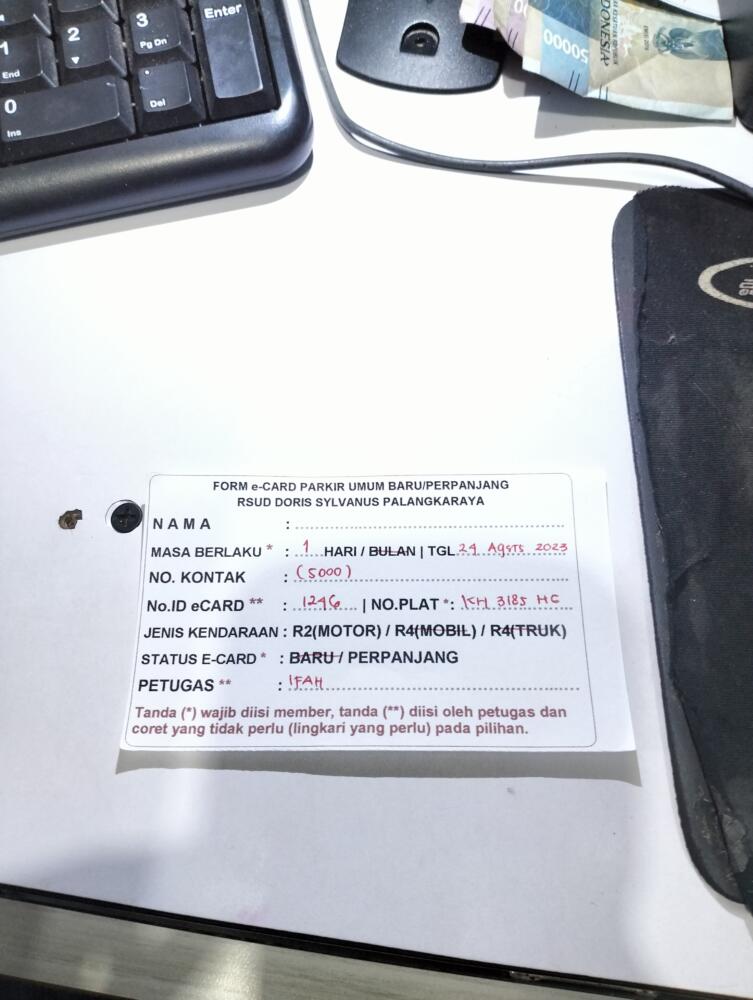 3
Pg Dn
Enter
1
End
2
0
Ins
.
Del
50000
INDONESIA
FORM e-CARD PARKIR UMUM BARU/PERPANJANG
RSUD DORIS SYLVANUS PALANGKARAYA
N A M A :
MASA BERLAKU * : 1 HARI / BULAN | TGL 24 Agsts 2023
NO. KONTAK : (5000)
No.ID eCARD ** : 1246 | NO.PLAT *: KH 3185 HC
JENIS KENDARAAN : R2(MOTOR) / R4(MOBIL) / R4(TRUK)
STATUS E-CARD * : BARU / PERPANJANG
PETUGAS ** : IFAH
Tanda (*) wajib diisi member, tanda (**) diisi oleh petugas dan
coret yang tidak perlu (lingkari yang perlu) pada pilihan.